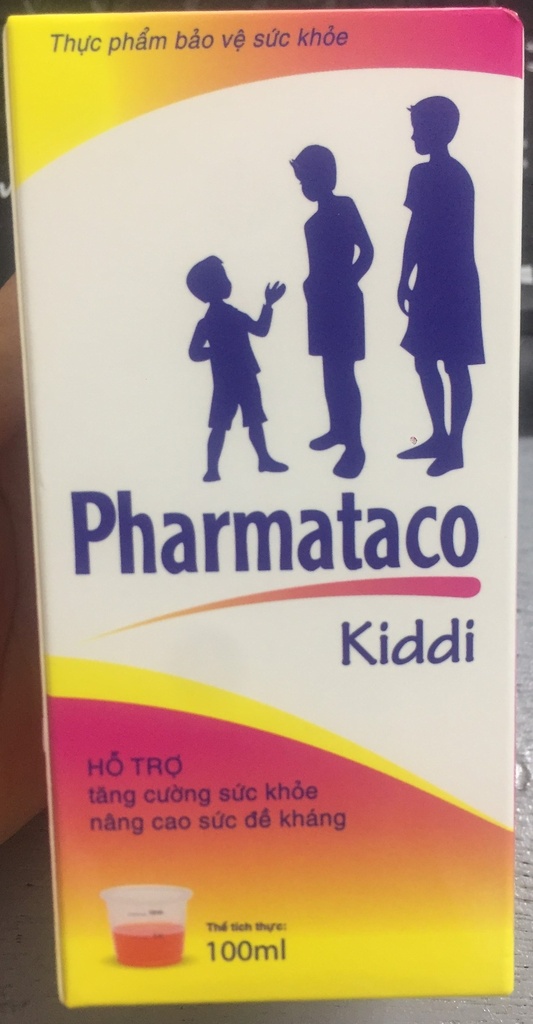 Thực phẩm bảo vệ sức khỏe
Pharmataco
Kiddi
HỖ TRỢ
tăng cường sức khỏe
nâng cao sức đề kháng
Thể tích thực:
100ml